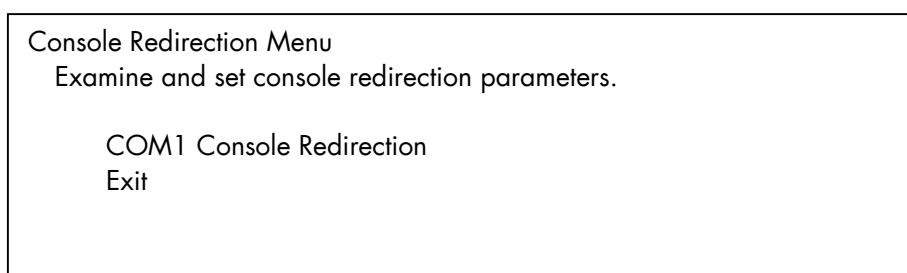 Console Redirection Menu
Examine and set console redirection parameters.
COM1 Console Redirection
Exit